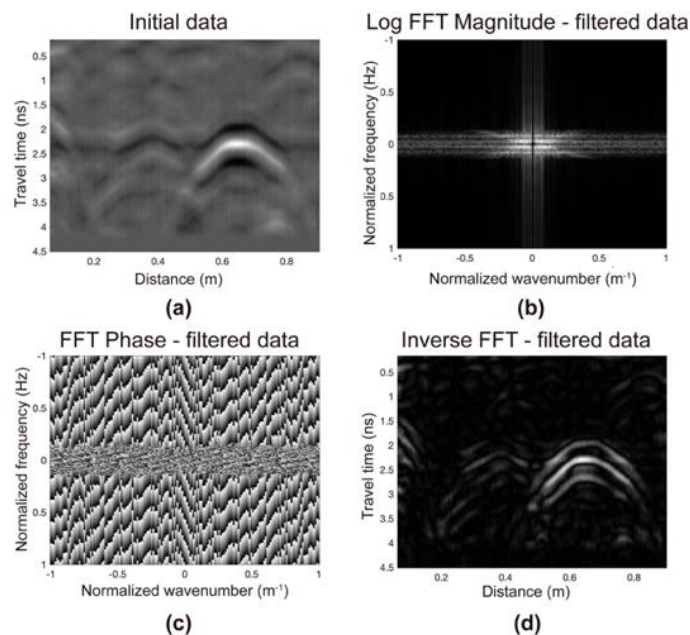 Initial data
Travel time (ns)
0.5
1
1.5
2
2.5
3
3.5
4
4.5
0.2
0.4
0.6
0.8
Distance (m)
(a)
Log FFT Magnitude - filtered data
Normalized frequency (Hz)
-1
0.5
0
0.5
1
-1
-0.5
0
0.5
1
Normalized wavenumber (m⁻¹)
(b)
FFT Phase - filtered data
Normalized frequency (Hz)
-1
0.5
0
0.5
1
-1
-0.5
0
0.5
1
Normalized wavenumber (m⁻¹)
(c)
Inverse FFT - filtered data
Travel time (ns)
0.5
1
1.5
2
2.5
3
3.5
4
4.5
0.2
0.4
0.6
0.8
Distance (m)
(d)